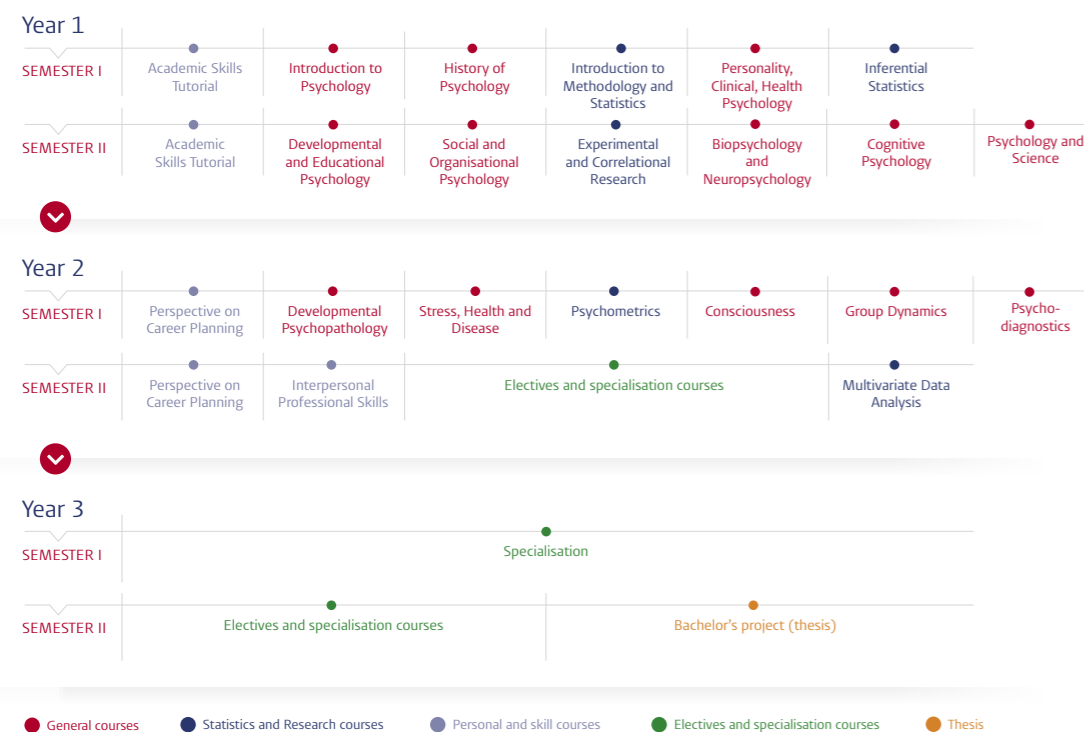 Year 1
SEMESTER I
Academic Skills
Tutorial
Introduction to
Psychology
History of
Psychology
Introduction to
Methodology and
Statistics
Personality,
Clinical, Health
Psychology
Inferential
Statistics
SEMESTER II
Academic
Skills Tutorial
Developmental
and Educational
Psychology
Social and
Organisational
Psychology
Experimental
and Correlational
Research
Biopsychology
and
Neuropsychology
Cognitive
Psychology
Psychology and
Science
Year 2
SEMESTER I
Perspective on
Career Planning
Developmental
Psychopathology
Stress, Health and
Disease
Psychometrics
Consciousness
Group Dynamics
Psycho-
diagnostics
SEMESTER II
Perspective on
Career Planning
Interpersonal
Professional Skills
Electives and specialisation courses
Multivariate Data
Analysis
Year 3
SEMESTER I
Specialisation
SEMESTER II
Electives and specialisation courses
Bachelor's project (thesis)
General courses
Statistics and Research courses
Personal and skill courses
Electives and specialisation courses
Thesis